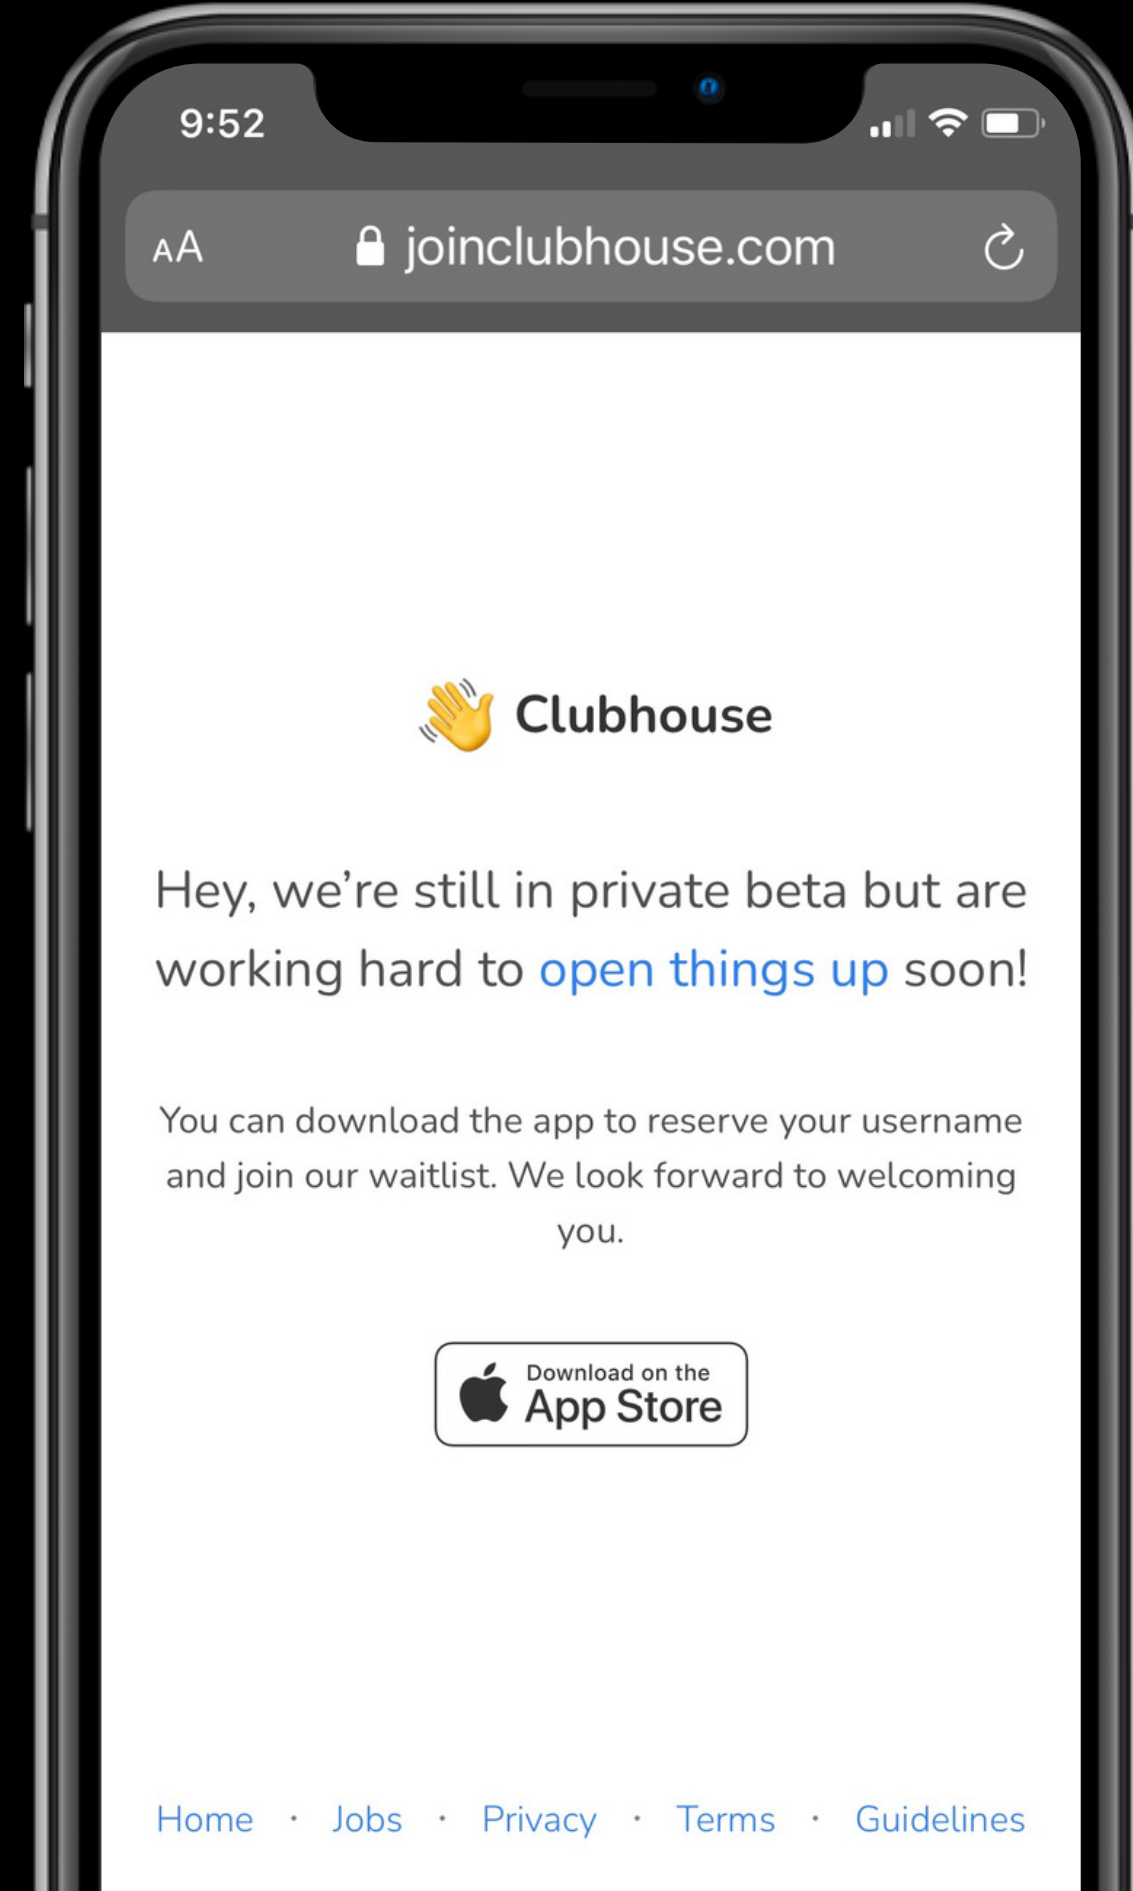 9:52
AA joinclubhouse.com
👋 Clubhouse
Hey, we’re still in private beta but are
working hard to open things up soon!
You can download the app to reserve your username
and join our waitlist. We look forward to welcoming
you.
Download on the
App Store
Home · Jobs · Privacy · Terms · Guidelines